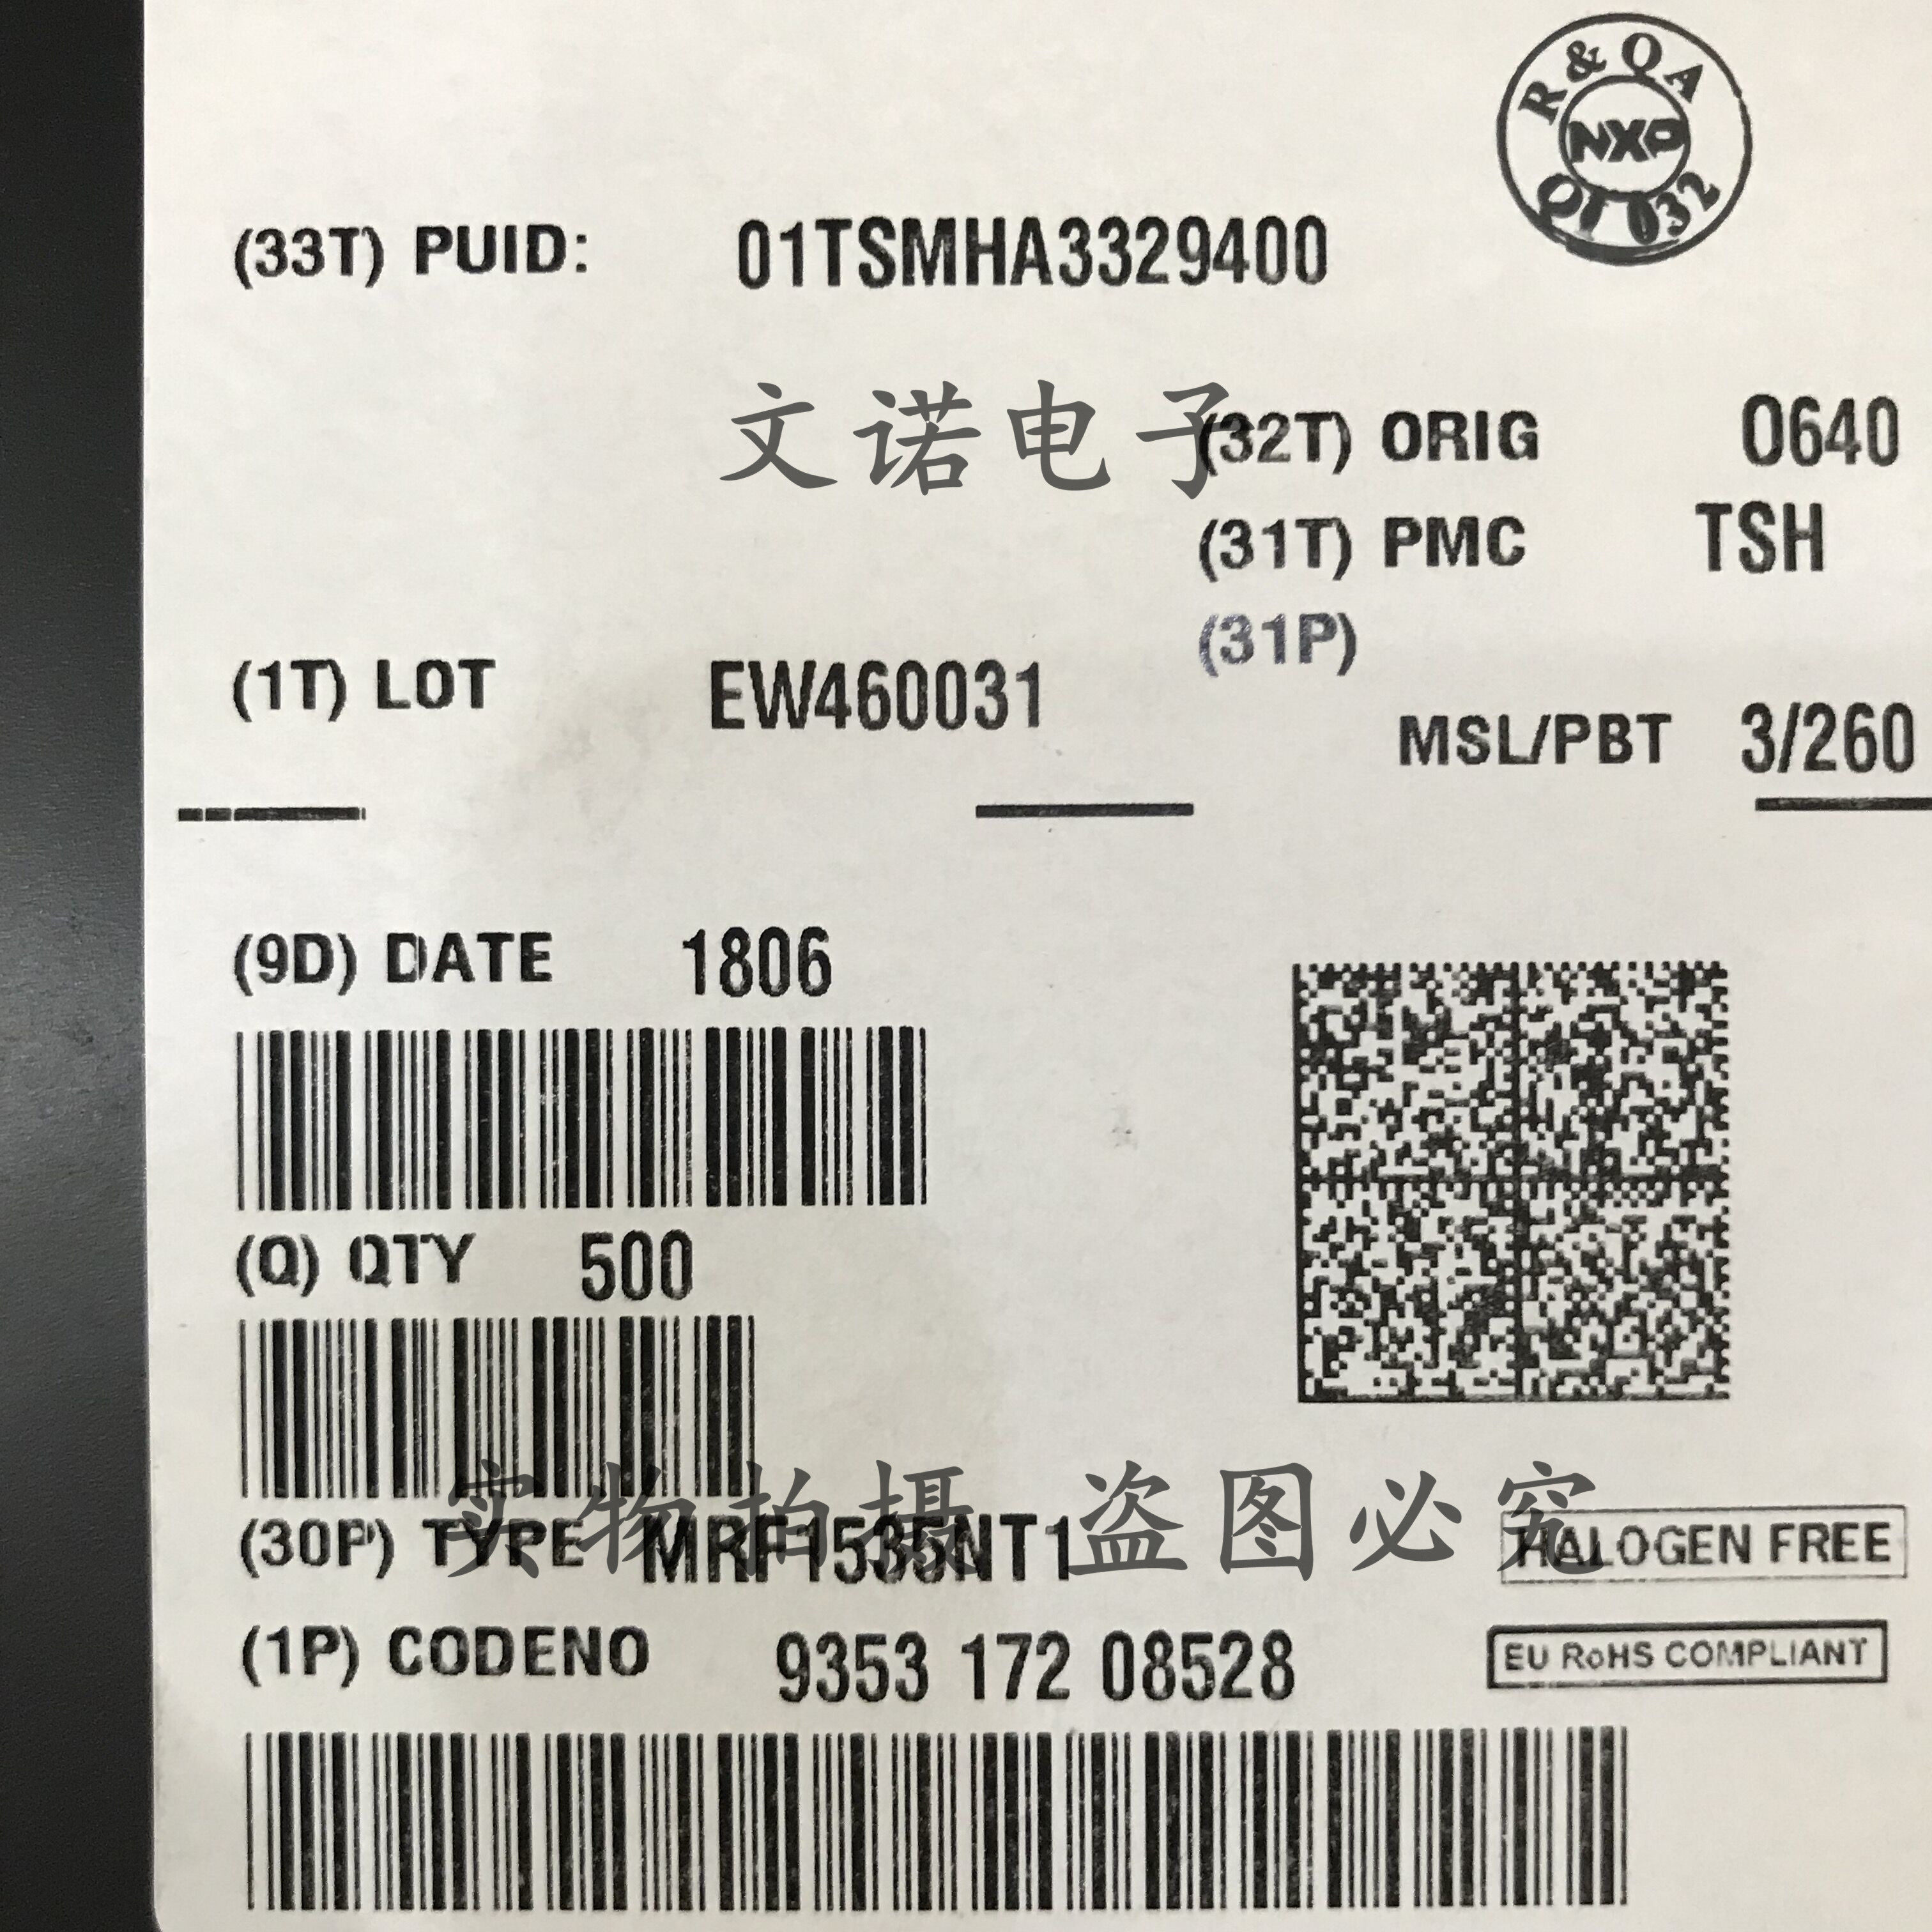 R & QA
NXP
QT 032
(33T) PUID: 01TSMHA3329400
文诺电子
(32T) ORIG O640
(31T) PMC TSH
(31P)
(1T) LOT EW460031
MSL/PBT 3/260
(9D) DATE 1806
(Q) QTY 500
实物拍摄 盗图必究
(30P) TYPE MRF1535NT1
HALOGEN FREE
(1P) CODENO 9353 172 08528
EU RoHS COMPLIANT